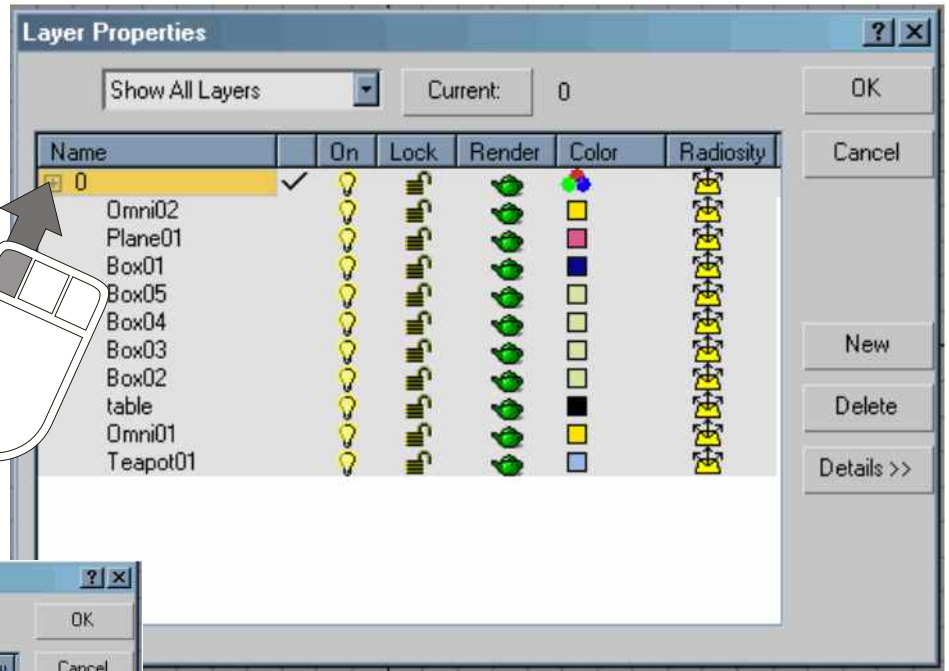 Layer Properties
Show All Layers Current: 0 OK
Name On Lock Render Color Radiosity Cancel
0
Omni02
Plane01
Box01
Box05
Box04
Box03 New
Box02
table Delete
Omni01
Teapot01 Details >>
OK
Cancel